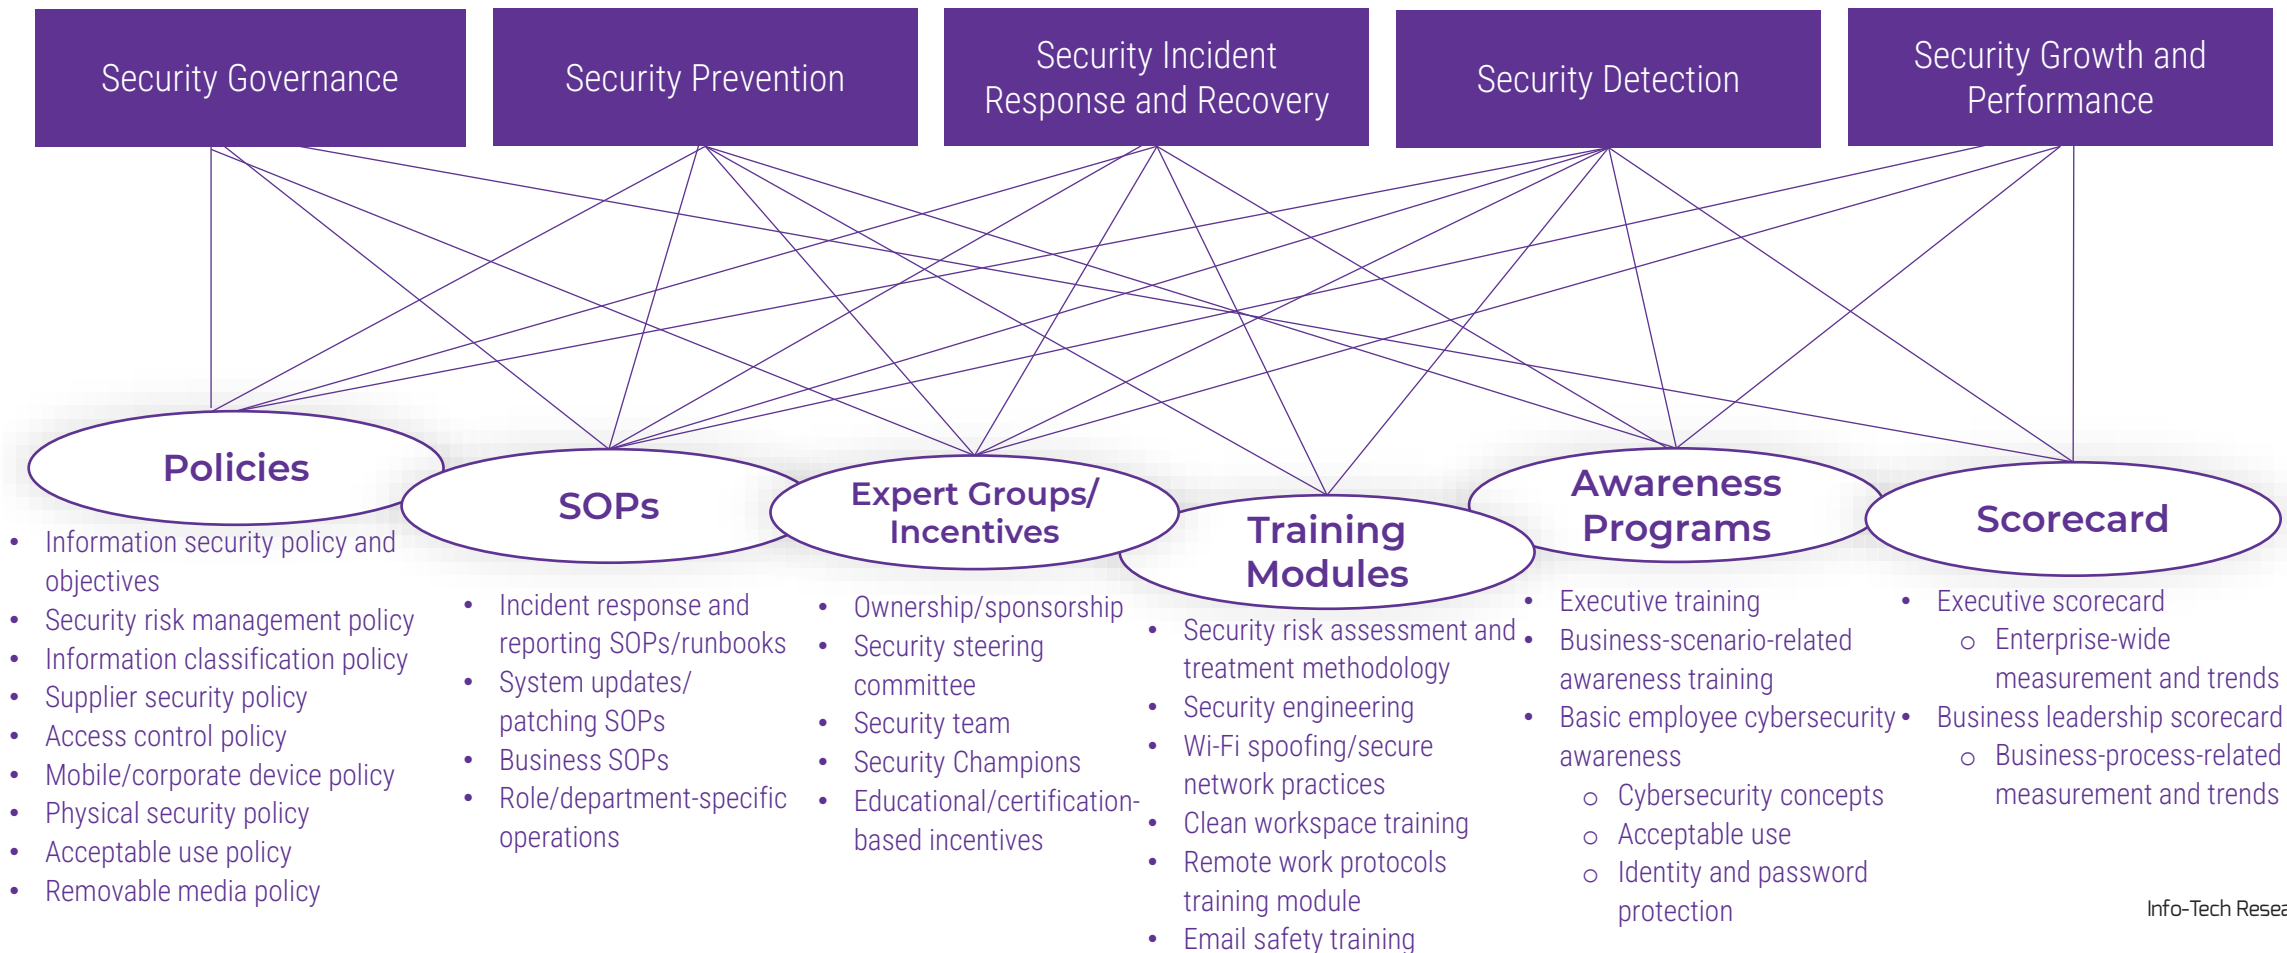 Security Governance
Security Prevention
Security Incident
Response and Recovery
Security Detection
Security Growth and
Performance
Policies
• Information security policy and
objectives
• Security risk management policy
• Information classification policy
• Supplier security policy
• Access control policy
• Mobile/corporate device policy
• Physical security policy
• Acceptable use policy
• Removable media policy
SOPs
• Incident response and
reporting SOPs/runbooks
• System updates/
patching SOPs
• Business SOPs
• Role/department-specific
operations
Expert Groups/
Incentives
• Ownership/sponsorship
• Security steering
committee
• Security team
• Security Champions
• Educational/certification-
based incentives
Training
Modules
• Security risk assessment and
treatment methodology
• Security engineering
• Wi-Fi spoofing/secure
network practices
• Clean workspace training
• Remote work protocols
training module
• Email safety training
Awareness
Programs
• Executive training
• Business-scenario-related
awareness training
• Basic employee cybersecurity
awareness
o Cybersecurity concepts
o Acceptable use
o Identity and password
protection
Scorecard
• Executive scorecard
o Enterprise-wide
measurement and trends
• Business leadership scorecard
o Business-process-related
measurement and trends
Info-Tech